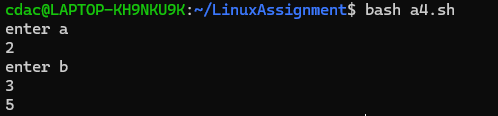 cdac@LAPTOP-KH9NKU9K:~/LinuxAssignment$ bash a4.sh
enter a
2
enter b
3
5